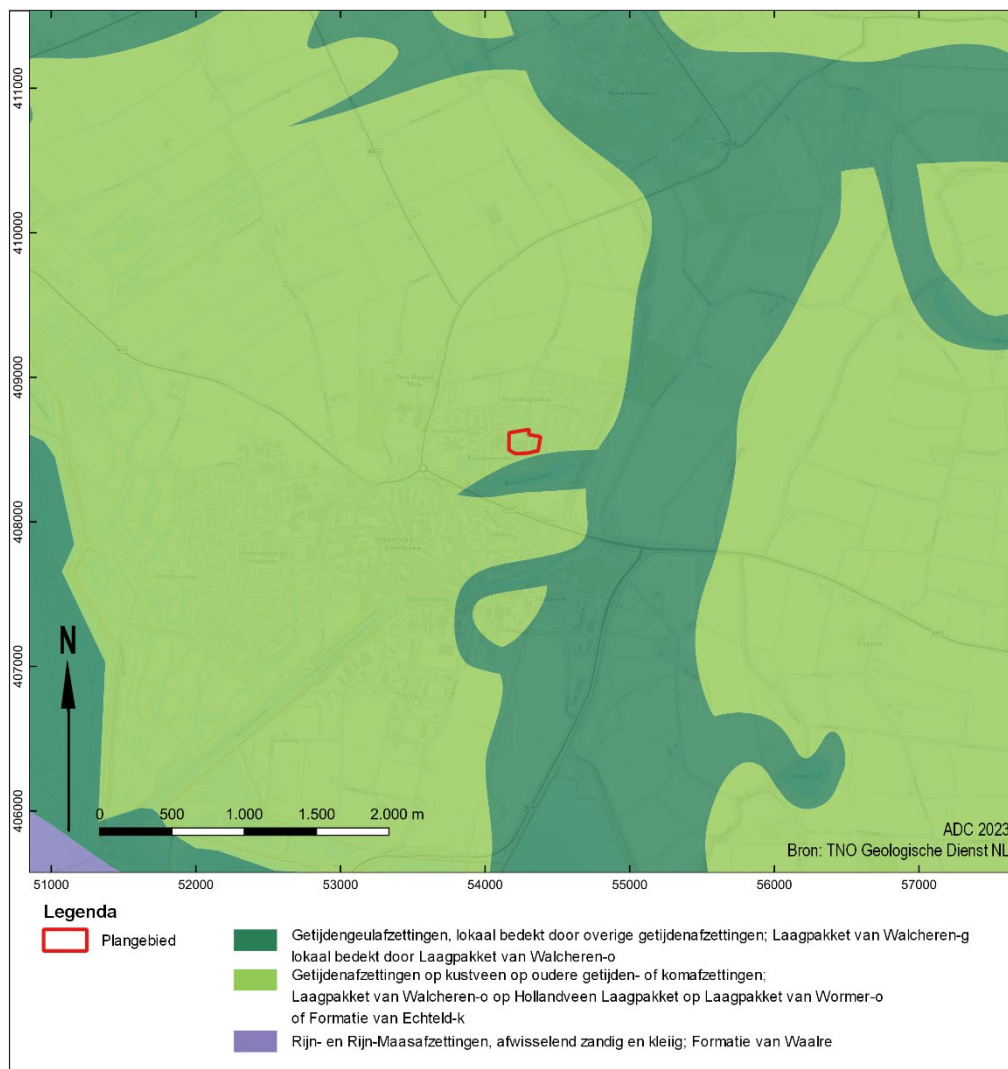 411000
410000
409000
408000
407000
406000
N
0 500 1.000 1.500 2.000 m
ADC 2023
Bron: TNO Geologische Dienst NL
51000 52000 53000 54000 55000 56000 57000
Legenda
Plangebied
Getijdengeulafzettingen, lokaal bedekt door overige getijdenafzettingen; Laagpakket van Walcheren-g
lokaal bedekt door Laagpakket van Walcheren-o
Getijdenafzettingen op kustveen op oudere getijden- of komafzettingen;
Laagpakket van Walcheren-o op Hollandveen Laagpakket op Laagpakket van Wormer-o
of Formatie van Echteld-k
Rijn- en Rijn-Maasafzettingen, afwisselend zandig en kleiig; Formatie van Waalre